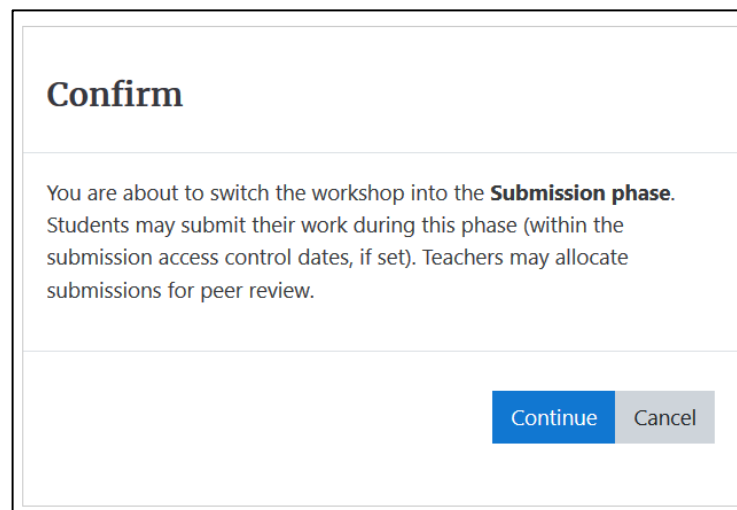 Confirm
You are about to switch the workshop into the Submission phase.
Students may submit their work during this phase (within the
submission access control dates, if set). Teachers may allocate
submissions for peer review.
Continue Cancel